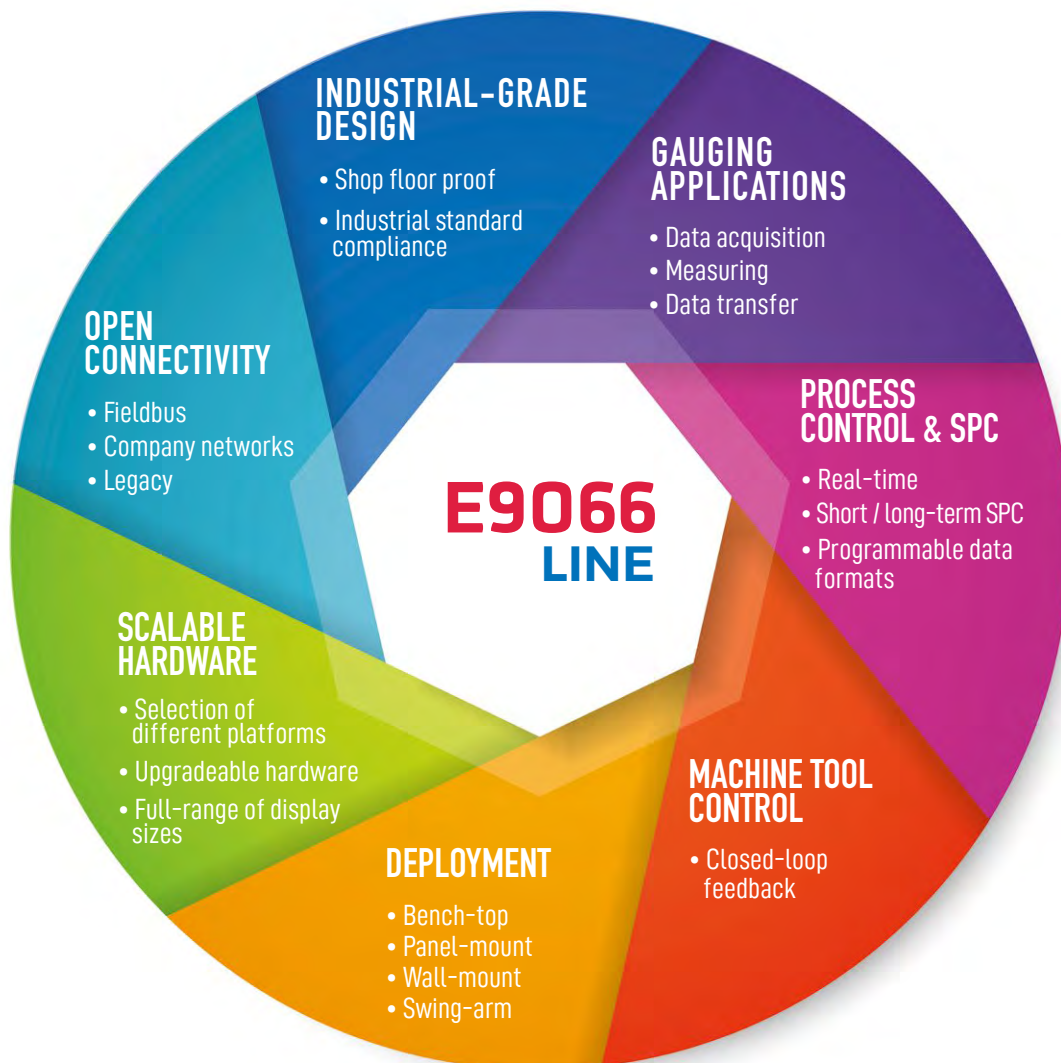 INDUSTRIAL-GRADE
DESIGN
• Shop floor proof
• Industrial standard
compliance
GAUGING
APPLICATIONS
• Data acquisition
• Measuring
• Data transfer
PROCESS
CONTROL & SPC
• Real-time
• Short / long-term SPC
• Programmable data
formats
MACHINE TOOL
CONTROL
• Closed-loop
feedback
DEPLOYMENT
• Bench-top
• Panel-mount
• Wall-mount
• Swing-arm
SCALABLE
HARDWARE
• Selection of
different platforms
• Upgradeable hardware
• Full-range of display
sizes
OPEN
CONNECTIVITY
• Fieldbus
• Company networks
• Legacy
E9066
LINE